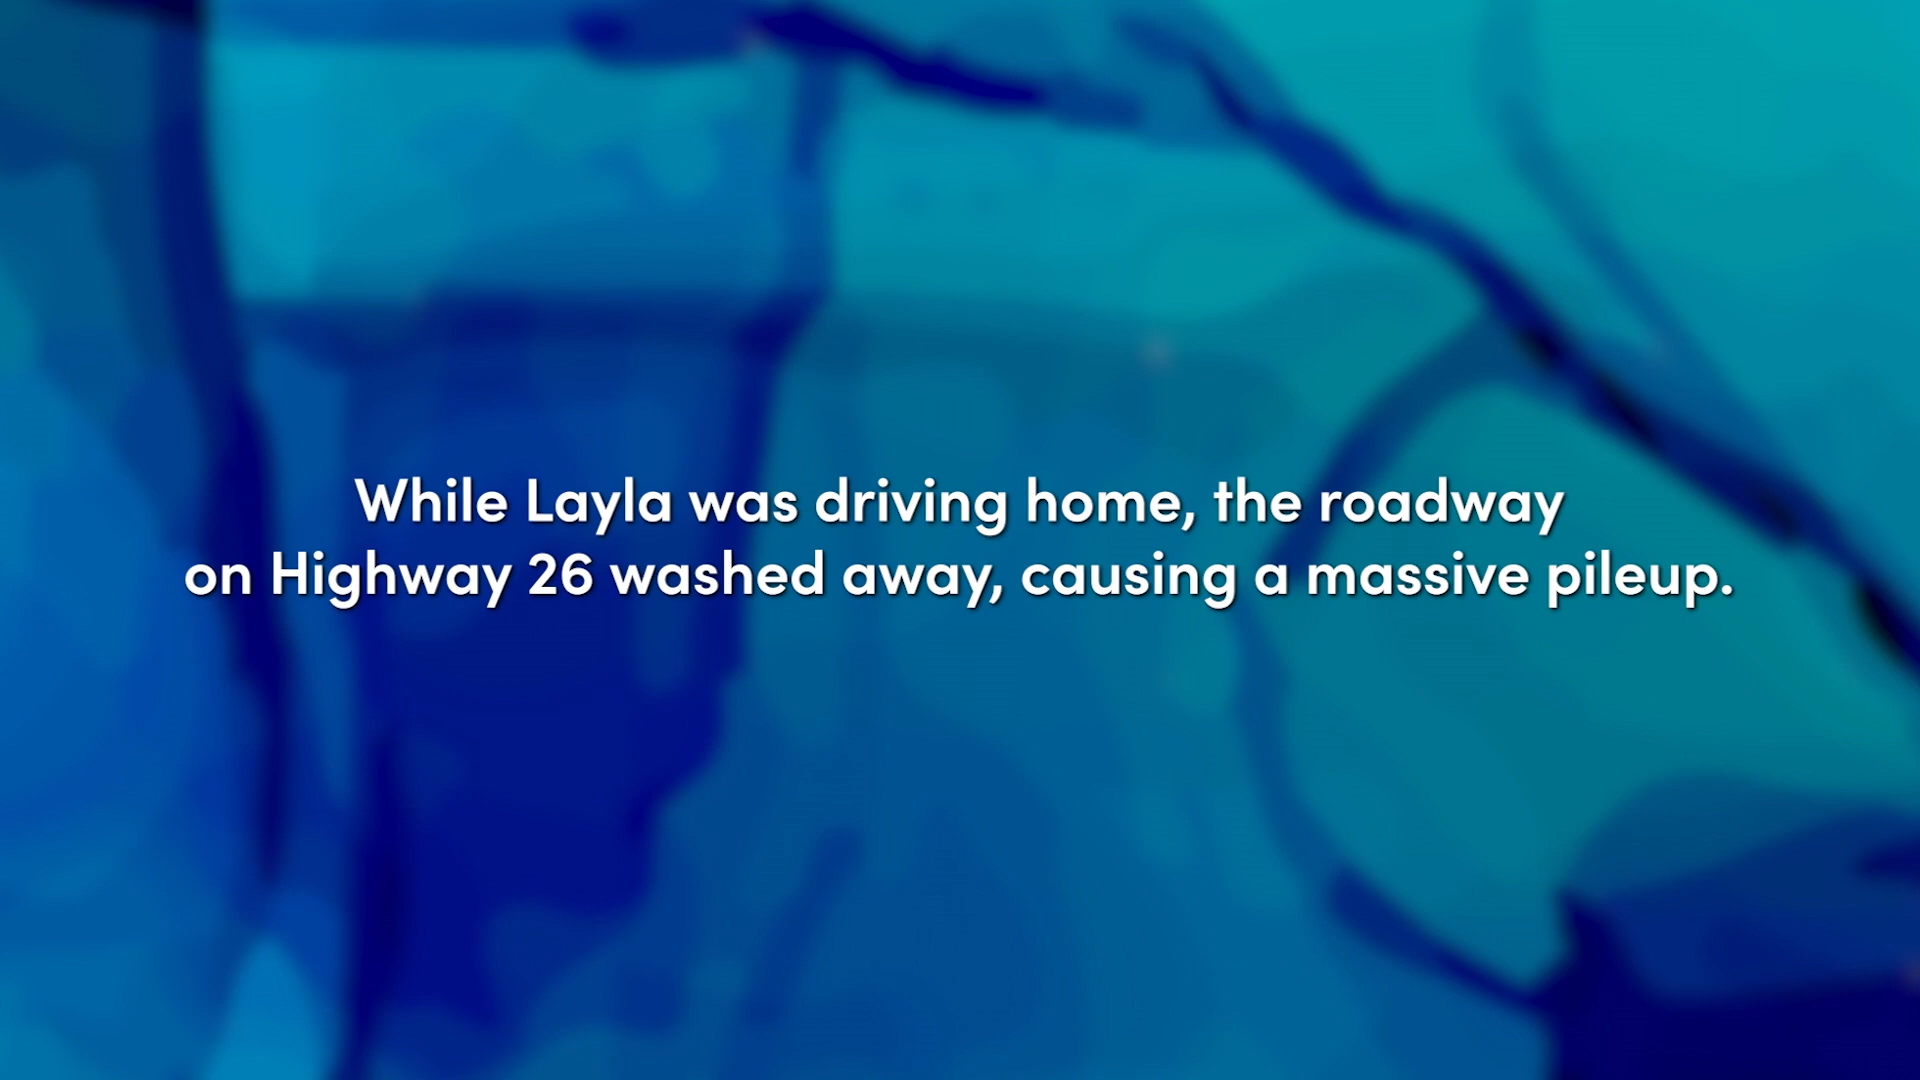 While Layla was driving home, the roadway
on Highway 26 washed away, causing a massive pileup.